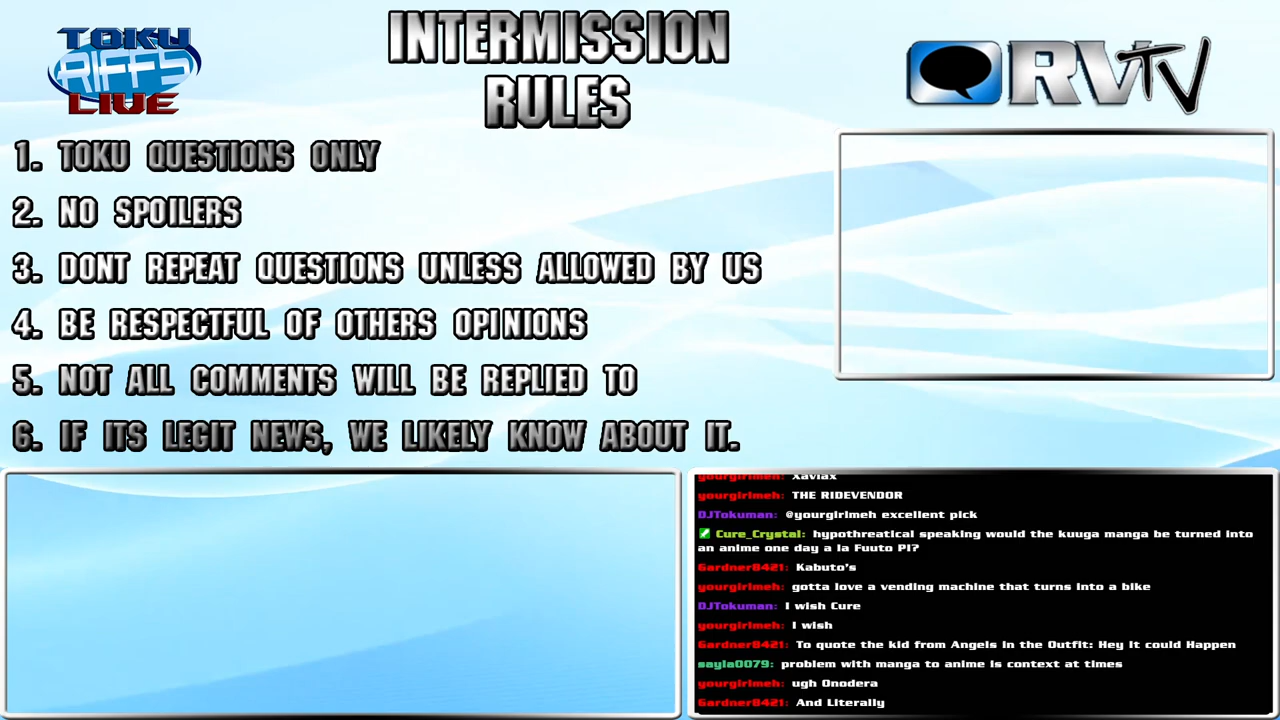 TOKU
RIFFS
LIVE
INTERMISSION
RULES
RVTV
1. TOKU QUESTIONS ONLY
2. NO SPOILERS
3. DONT REPEAT QUESTIONS UNLESS ALLOWED BY US
4. BE RESPECTFUL OF OTHERS OPINIONS
5. NOT ALL COMMENTS WILL BE REPLIED TO
6. IF ITS LEGIT NEWS, WE LIKELY KNOW ABOUT IT.
yourgirlmeh: Xaviax
yourgirlmeh: THE RIDEVENDOR
DJTokuman: @yourgirlmeh excellent pick
Cure_Crystal: hypothreatical speaking would the kuuga manga be turned into
an anime one day a la Fuuto PI?
Gardner8421: Kabuto's
yourgirlmeh: gotta love a vending machine that turns into a bike
DJTokuman: I wish Cure
yourgirlmeh: I wish
Gardner8421: To quote the kid from Angels in the Outfit: Hey it could Happen
sayla0079: problem with manga to anime is context at times
yourgirlmeh: ugh Onodera
Gardner8421: And Literally